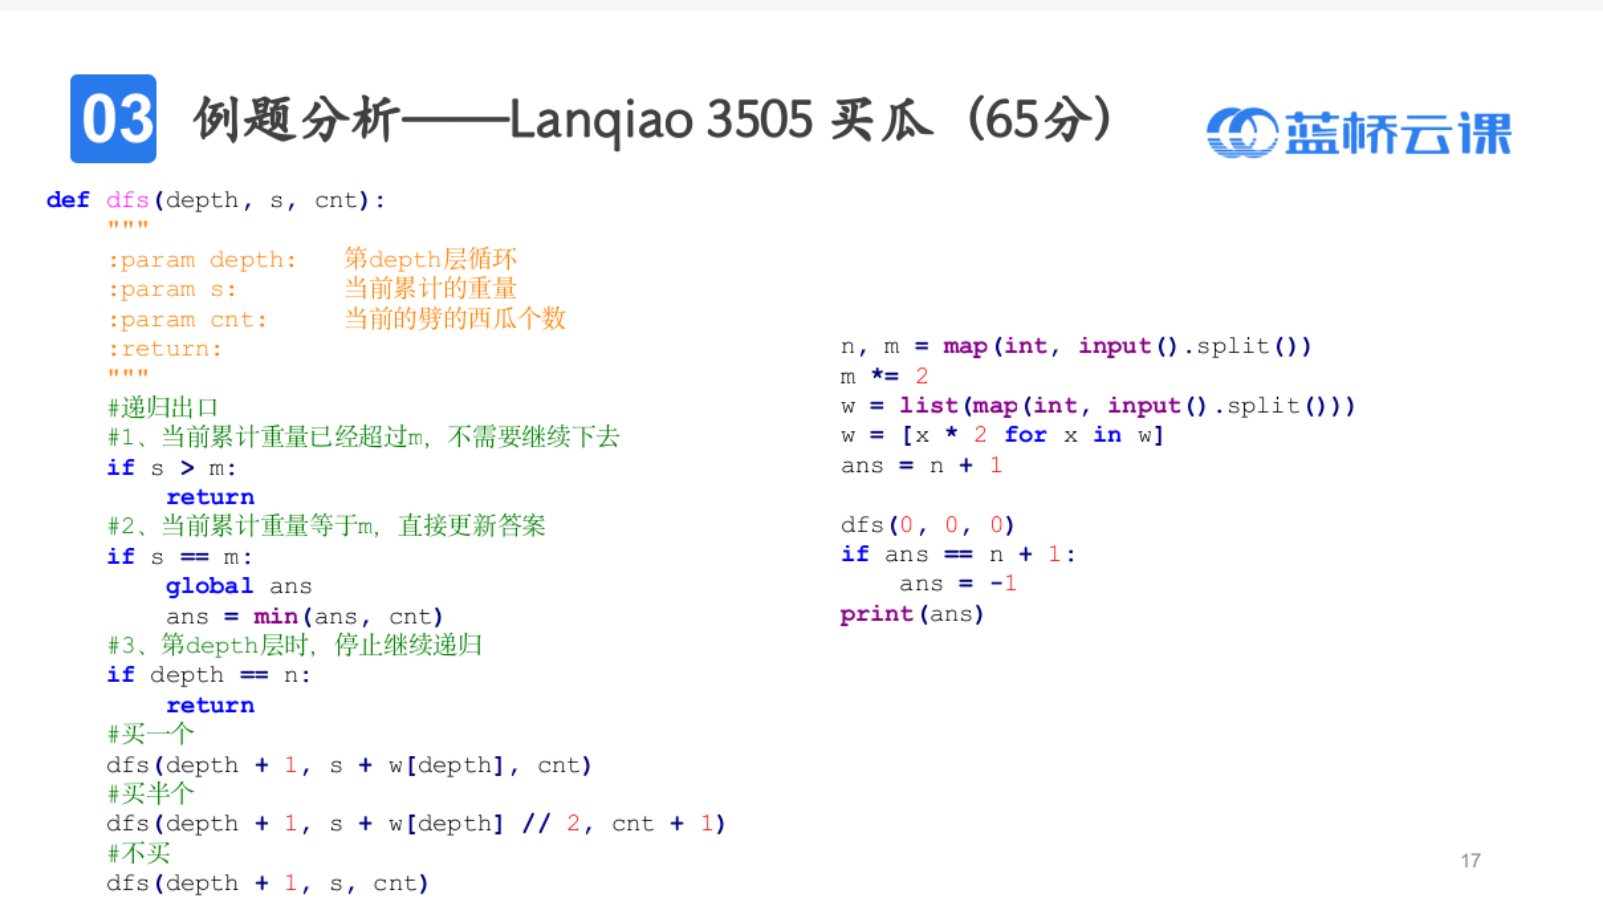 03 例题分析——Lanqiao 3505 买瓜（65分）
蓝桥云课
def dfs(depth, s, cnt):
    """
    :param depth:   第depth层循环
    :param s:       当前累计的重量
    :param cnt:     当前的劈的西瓜个数
    :return:
    """
    #递归出口
    #1、当前累计重量已经超过m，不需要继续下去
    if s > m:
        return
    #2、当前累计重量等于m，直接更新答案
    if s == m:
        global ans
        ans = min(ans, cnt)
    #3、第depth层时，停止继续递归
    if depth == n:
        return
    #买一个
    dfs(depth + 1, s + w[depth], cnt)
    #买半个
    dfs(depth + 1, s + w[depth] // 2, cnt + 1)
    #不买
    dfs(depth + 1, s, cnt)
n, m = map(int, input().split())
m *= 2
w = list(map(int, input().split()))
w = [x * 2 for x in w]
ans = n + 1
dfs(0, 0, 0)
if ans == n + 1:
    ans = -1
print(ans)
17